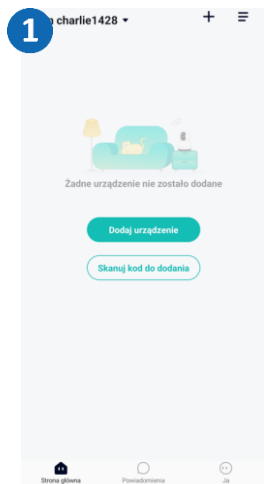 1
charlie1428
Żadne urządzenie nie zostało dodane
Dodaj urządzenie
Skanuj kod do dodania
Strona główna Powiadomienia Ja